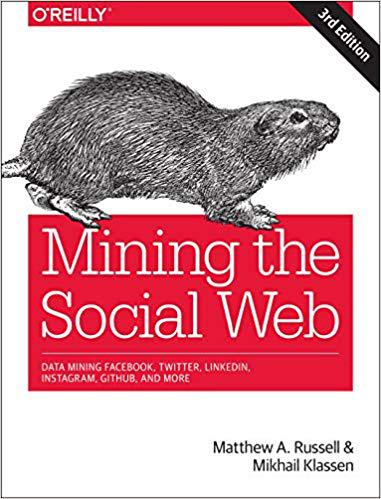 O'REILLY®
3rd Edition
Mining the
Social Web
DATA MINING FACEBOOK, TWITTER, LINKEDIN,
INSTAGRAM, GITHUB, AND MORE
Matthew A. Russell &
Mikhail Klassen